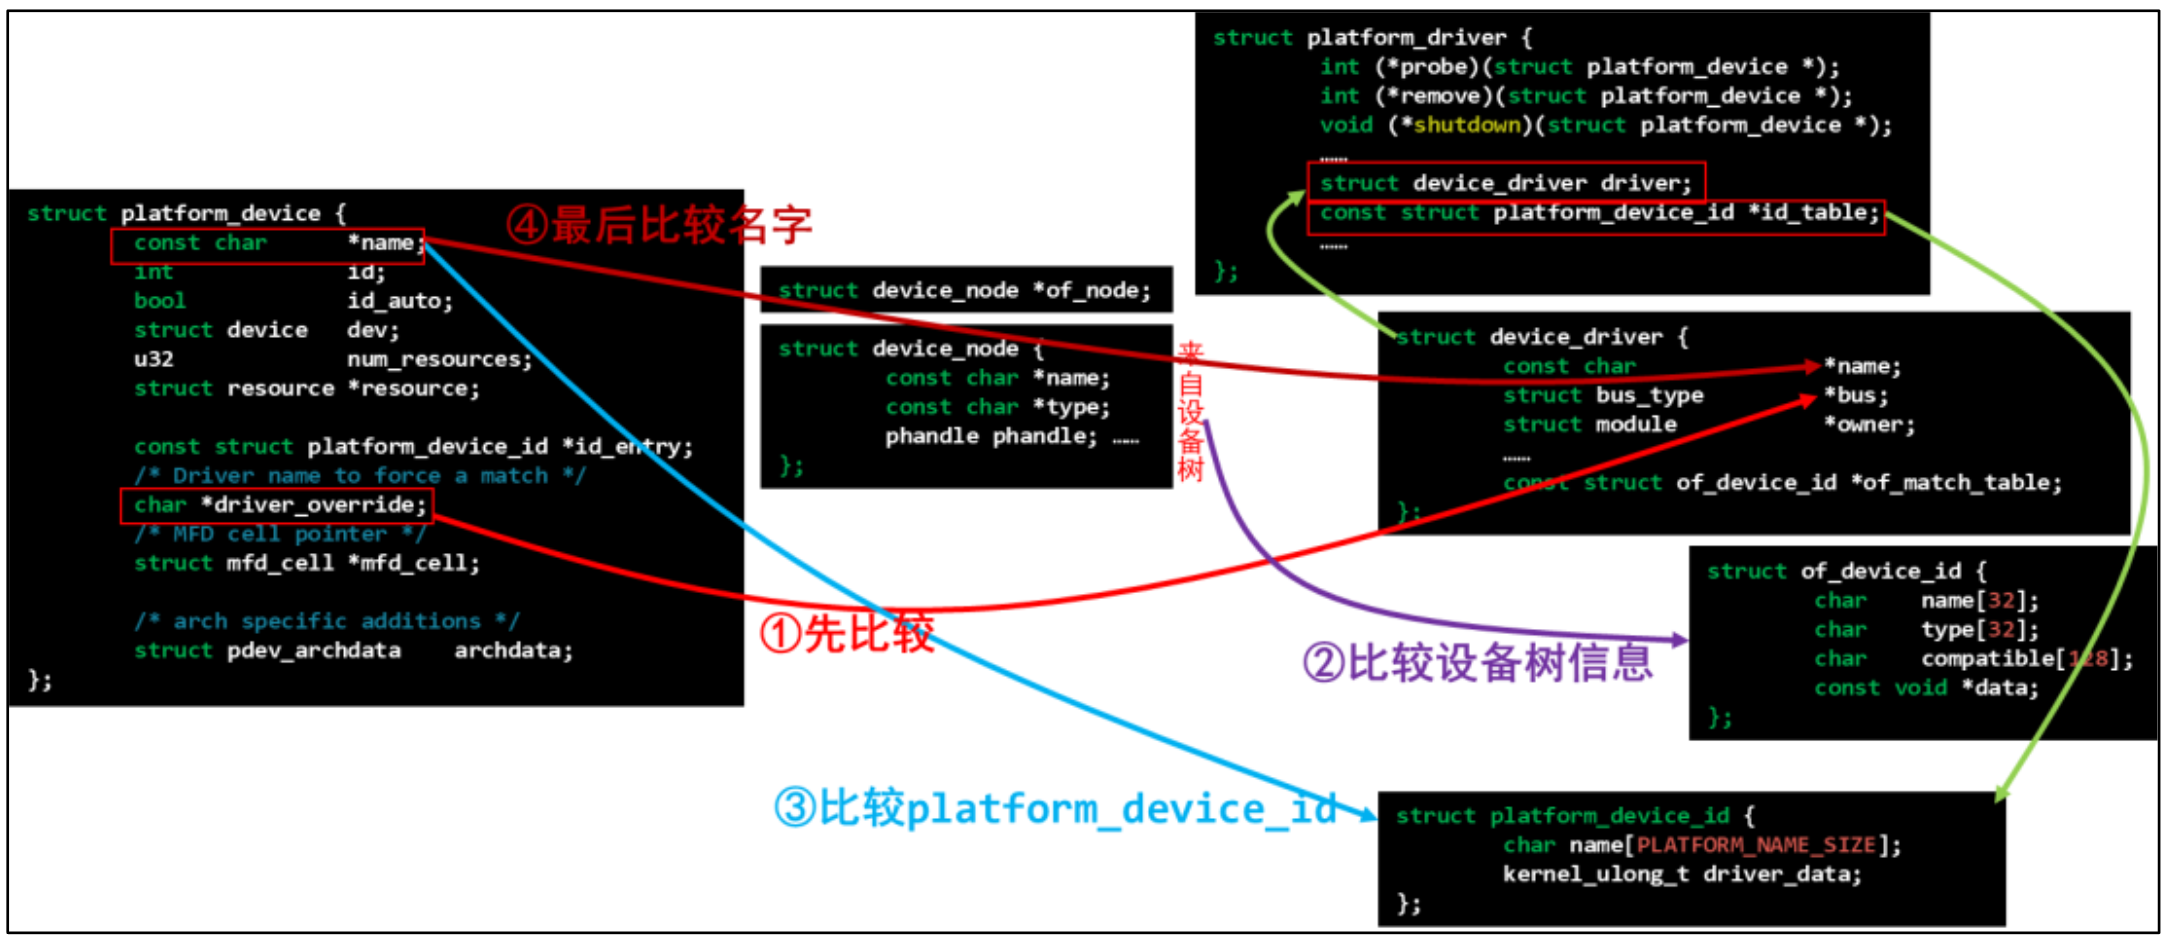 struct platform_device {
const char *name;
int id;
bool id_auto;
struct device dev;
u32 num_resources;
struct resource *resource;
const struct platform_device_id *id_entry;
/* Driver name to force a match */
char *driver_override;
/* MFD cell pointer */
struct mfd_cell *mfd_cell;
/* arch specific additions */
struct pdev_archdata archdata;
};
④最后比较名字
struct device_node *of_node;
struct device_node {
const char *name;
const char *type;
phandle phandle; ……
};
来自设备树
①先比较
②比较设备树信息
③比较platform_device_id
struct platform_driver {
int (*probe)(struct platform_device *);
int (*remove)(struct platform_device *);
void (*shutdown)(struct platform_device *);
……
struct device_driver driver;
const struct platform_device_id *id_table;
……
};
struct device_driver {
const char *name;
struct bus_type *bus;
struct module *owner;
……
const struct of_device_id *of_match_table;
};
struct of_device_id {
char name[32];
char type[32];
char compatible[128];
const void *data;
};
struct platform_device_id {
char name[PLATFORM_NAME_SIZE];
kernel_ulong_t driver_data;
};